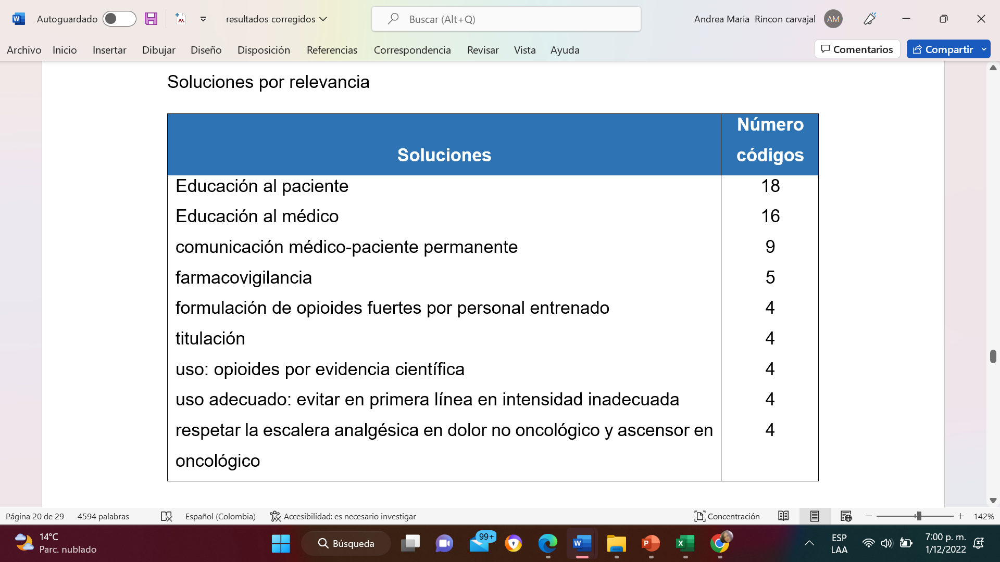 Autoguardado
resultados corregidos
Buscar (Alt+Q)
Andrea Maria Rincon carvajal
AM
Archivo Inicio Insertar Dibujar Diseño Disposición Referencias Correspondencia Revisar Vista Ayuda
Comentarios
Compartir
Soluciones por relevancia
Soluciones
Número
códigos
Educación al paciente 18
Educación al médico 16
comunicación médico-paciente permanente 9
farmacovigilancia 5
formulación de opioides fuertes por personal entrenado 4
titulación 4
uso: opioides por evidencia científica 4
uso adecuado: evitar en primera línea en intensidad inadecuada 4
respetar la escalera analgésica en dolor no oncológico y ascensor en 4
oncológico
Página 20 de 29 4594 palabras Español (Colombia) Accesibilidad: es necesario investigar Concentración 142%
14°C
Parc. nublado
Búsqueda
99+
ESP
LAA
7:00 p. m.
1/12/2022